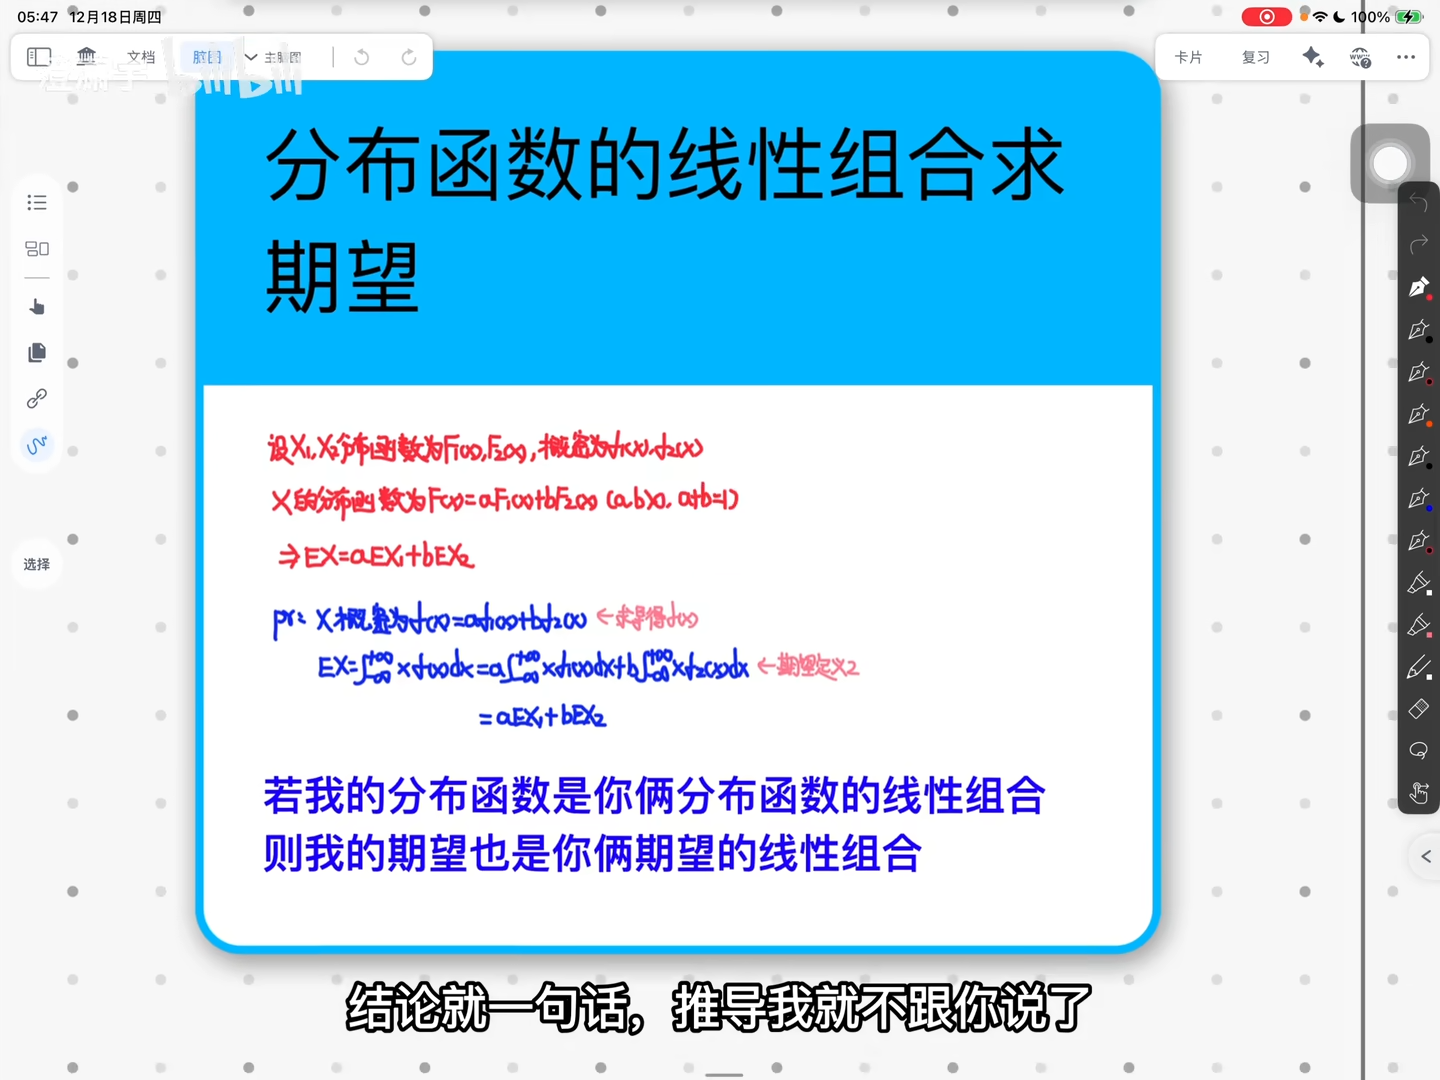 05:47 12月18日周四
100%
文档 脑图 主脑图
卡片 复习
分布函数的线性组合求
期望
选择
设X₁,X₂分布函数为F₁(x),F₂(x),概密为f₁(x),f₂(x)
X的分布函数为F(x)=aF₁(x)+bF₂(x) (a,b>0, a+b=1)
⇒EX=aEX₁+bEX₂
pr: X概密为f(x)=af₁(x)+bf₂(x) ←求导得f(x)
EX=∫₋∞⁺∞xf(x)dx=a∫₋∞⁺∞xf₁(x)dx+b∫₋∞⁺∞xf₂(x)dx ←期望定义2
=aEX₁+bEX₂
若我的分布函数是你俩分布函数的线性组合
则我的期望也是你俩期望的线性组合
结论就一句话，推导我就不跟你说了